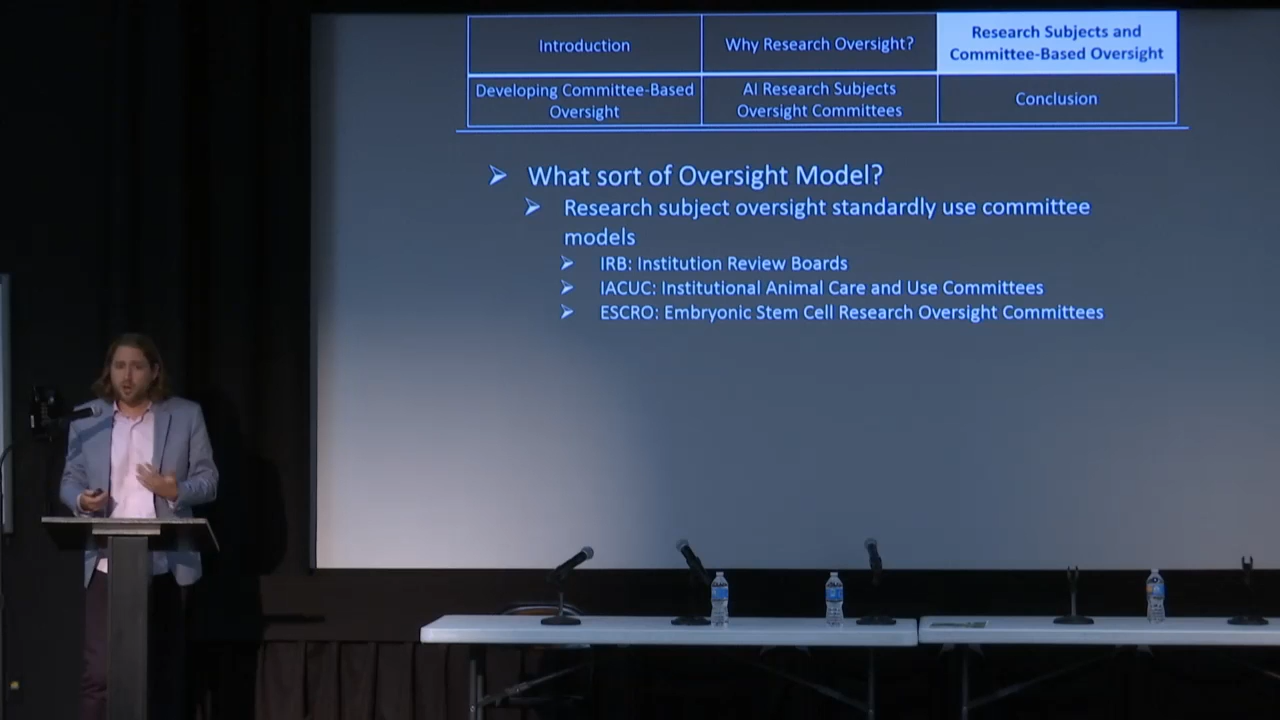 Introduction
Why Research Oversight?
Research Subjects and
Committee-Based Oversight
Developing Committee-Based
Oversight
AI Research Subjects
Oversight Committees
Conclusion
What sort of Oversight Model?
Research subject oversight standardly use committee
models
IRB: Institution Review Boards
IACUC: Institutional Animal Care and Use Committees
ESCRO: Embryonic Stem Cell Research Oversight Committees